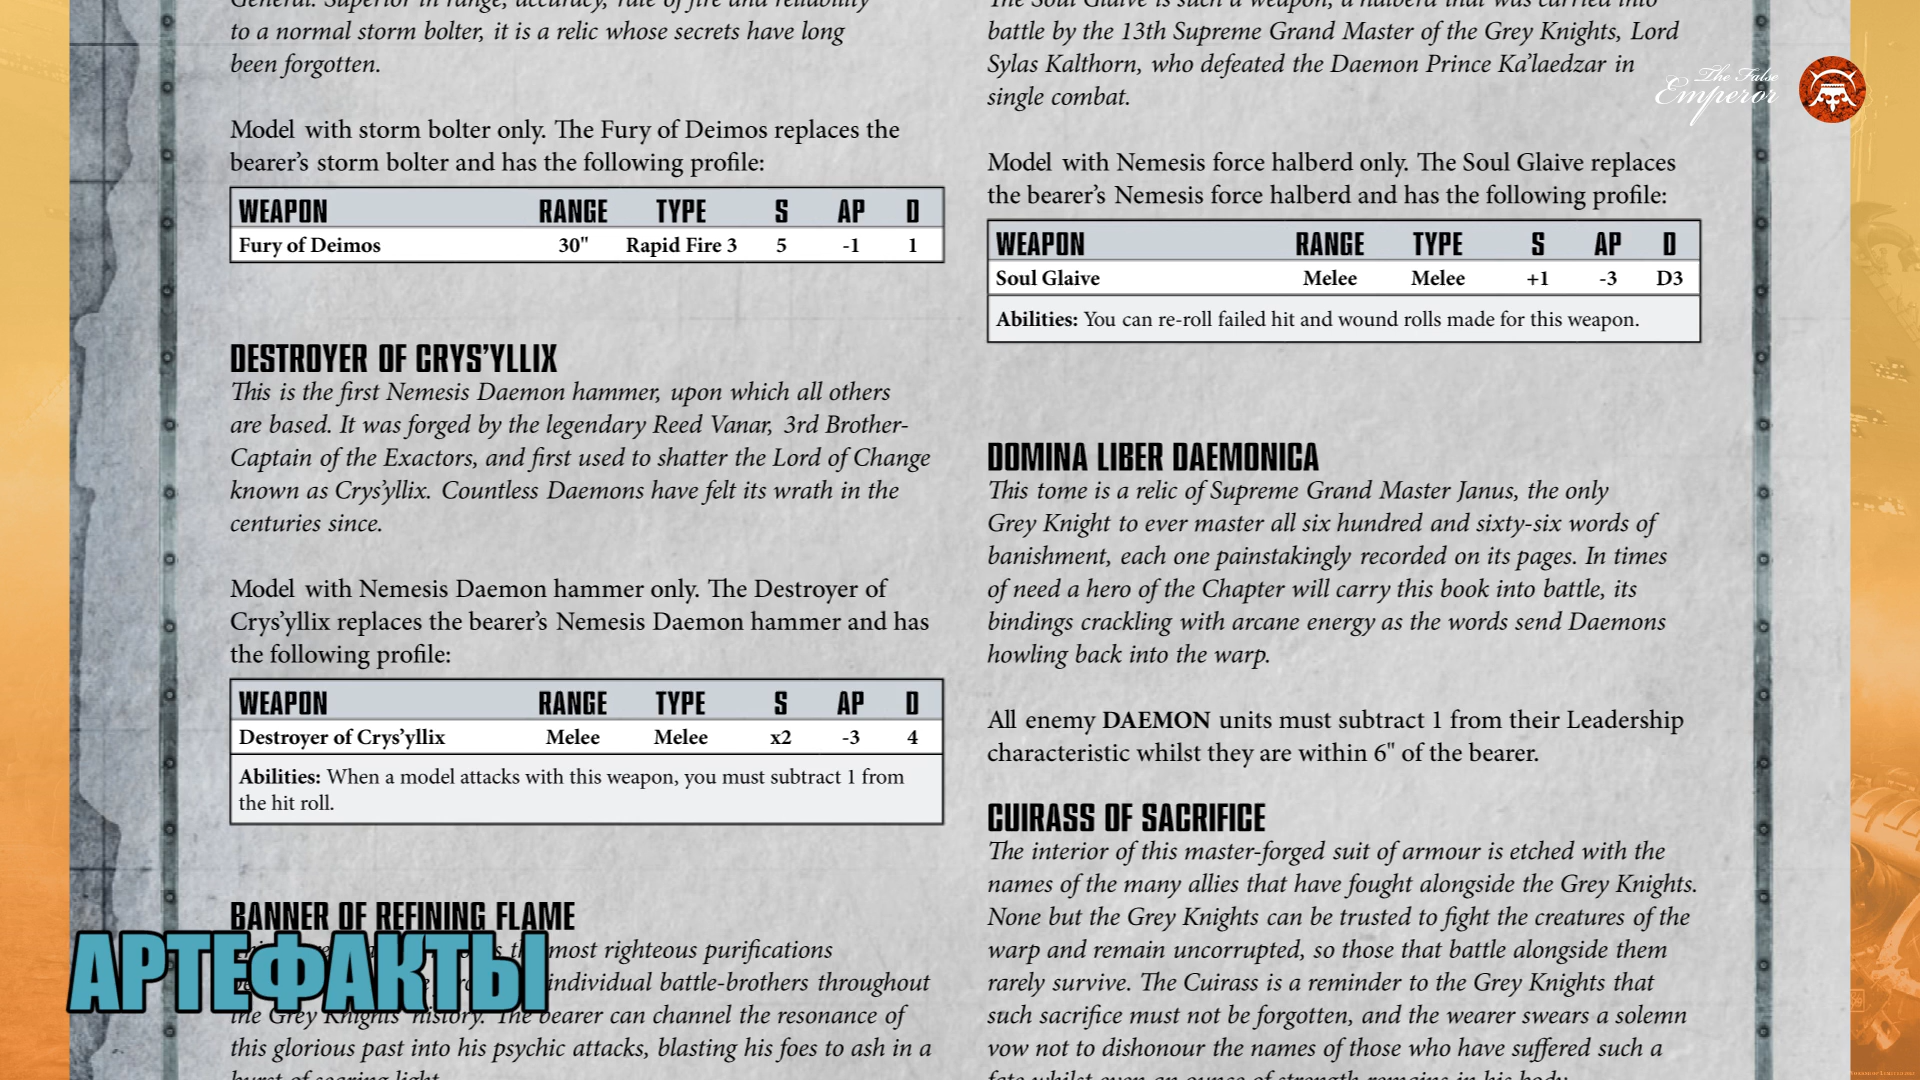 General. Superior in range, accuracy, rate of fire and reliability
to a normal storm bolter, it is a relic whose secrets have long
been forgotten.
Model with storm bolter only. The Fury of Deimos replaces the
bearer's storm bolter and has the following profile:
WEAPON RANGE TYPE S AP D
Fury of Deimos 30" Rapid Fire 3 5 -1 1
DESTROYER OF CRYS'YLLIX
This is the first Nemesis Daemon hammer, upon which all others
are based. It was forged by the legendary Reed Vanar, 3rd Brother-
Captain of the Exactors, and first used to shatter the Lord of Change
known as Crys'yllix. Countless Daemons have felt its wrath in the
centuries since.
Model with Nemesis Daemon hammer only. The Destroyer of
Crys'yllix replaces the bearer's Nemesis Daemon hammer and has
the following profile:
WEAPON RANGE TYPE S AP D
Destroyer of Crys'yllix Melee Melee x2 -3 4
Abilities: When a model attacks with this weapon, you must subtract 1 from
the hit roll.
BANNER OF REFINING FLAME
most righteous purifications
individual battle-brothers throughout
the Grey Knights' history. The bearer can channel the resonance of
this glorious past into his psychic attacks, blasting his foes to ash in a
burst of searing light.
АРТЕФАКТЫ
The Soul Glaive is such a weapon, a halberd that was carried into
battle by the 13th Supreme Grand Master of the Grey Knights, Lord
Sylas Kalthorn, who defeated the Daemon Prince Ka'laedzar in
single combat.
Model with Nemesis force halberd only. The Soul Glaive replaces
the bearer's Nemesis force halberd and has the following profile:
WEAPON RANGE TYPE S AP D
Soul Glaive Melee Melee +1 -3 D3
Abilities: You can re-roll failed hit and wound rolls made for this weapon.
DOMINA LIBER DAEMONICA
This tome is a relic of Supreme Grand Master Janus, the only
Grey Knight to ever master all six hundred and sixty-six words of
banishment, each one painstakingly recorded on its pages. In times
of need a hero of the Chapter will carry this book into battle, its
bindings crackling with arcane energy as the words send Daemons
howling back into the warp.
All enemy DAEMON units must subtract 1 from their Leadership
characteristic whilst they are within 6" of the bearer.
CUIRASS OF SACRIFICE
The interior of this master-forged suit of armour is etched with the
names of the many allies that have fought alongside the Grey Knights.
None but the Grey Knights can be trusted to fight the creatures of the
warp and remain uncorrupted, so those that battle alongside them
rarely survive. The Cuirass is a reminder to the Grey Knights that
such sacrifice must not be forgotten, and the wearer swears a solemn
vow not to dishonour the names of those who have suffered such a
fate whilst even an ounce of strength remains in his body.
The False
Emperor